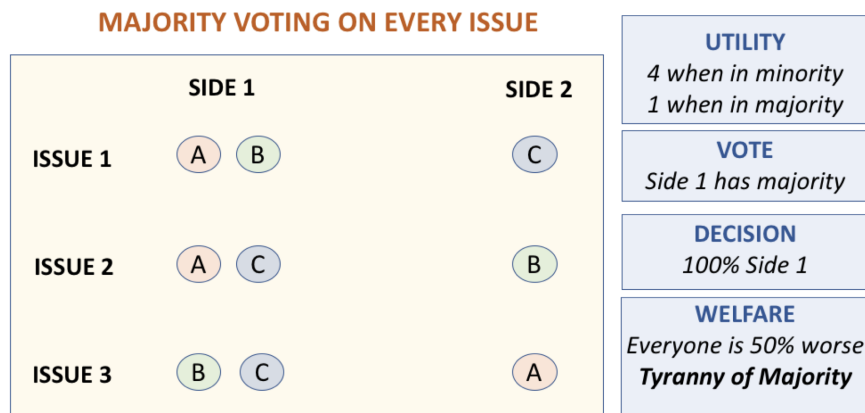 MAJORITY VOTING ON EVERY ISSUE
SIDE 1 SIDE 2
ISSUE 1 A B C
ISSUE 2 A C B
ISSUE 3 B C A
UTILITY
4 when in minority
1 when in majority
VOTE
Side 1 has majority
DECISION
100% Side 1
WELFARE
Everyone is 50% worse
Tyranny of Majority